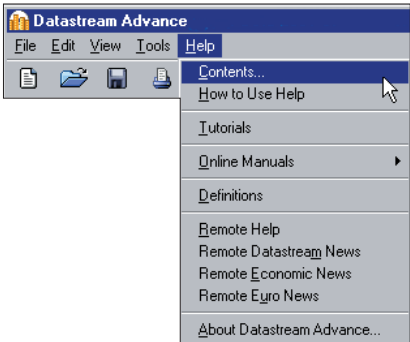 Datastream Advance
File Edit View Tools Help
Contents...
How to Use Help
Tutorials
Online Manuals
Definitions
Remote Help
Remote Datastream News
Remote Economic News
Remote Euro News
About Datastream Advance...